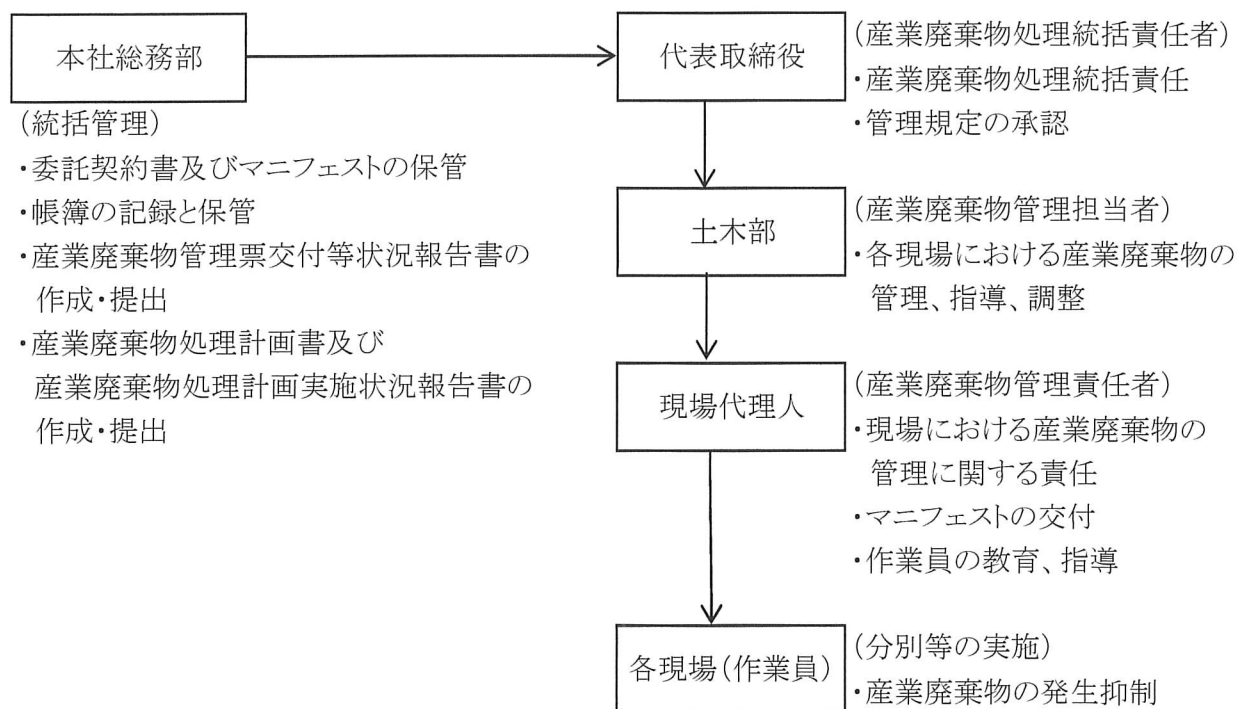 本社総務部
(統括管理)
・委託契約書及びマニフェストの保管
・帳簿の記録と保管
・産業廃棄物管理票交付等状況報告書の
作成・提出
・産業廃棄物処理計画書及び
産業廃棄物処理計画実施状況報告書の
作成・提出
代表取締役
(産業廃棄物処理統括責任者)
・産業廃棄物処理統括責任
・管理規定の承認
土木部
(産業廃棄物管理担当者)
・各現場における産業廃棄物の
管理、指導、調整
現場代理人
(産業廃棄物管理責任者)
・現場における産業廃棄物の
管理に関する責任
・マニフェストの交付
・作業員の教育、指導
各現場(作業員)
(分別等の実施)
・産業廃棄物の発生抑制